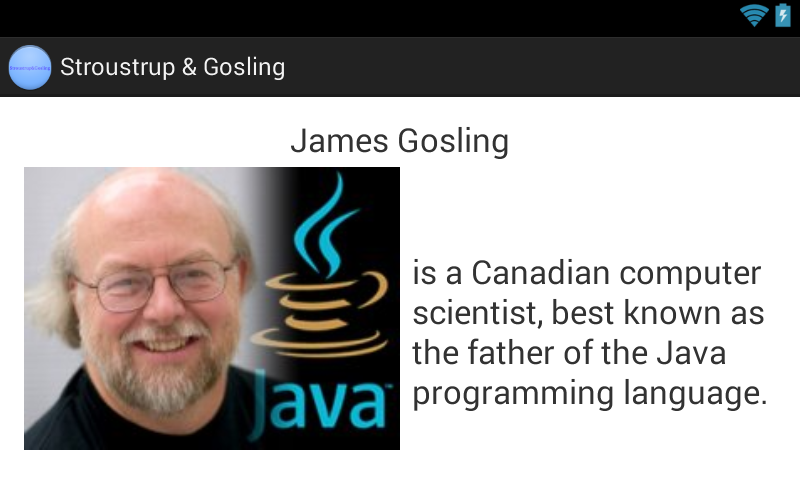 Stroustrup & Gosling
James Gosling
is a Canadian computer
scientist, best known as
the father of the Java
programming language.
Java